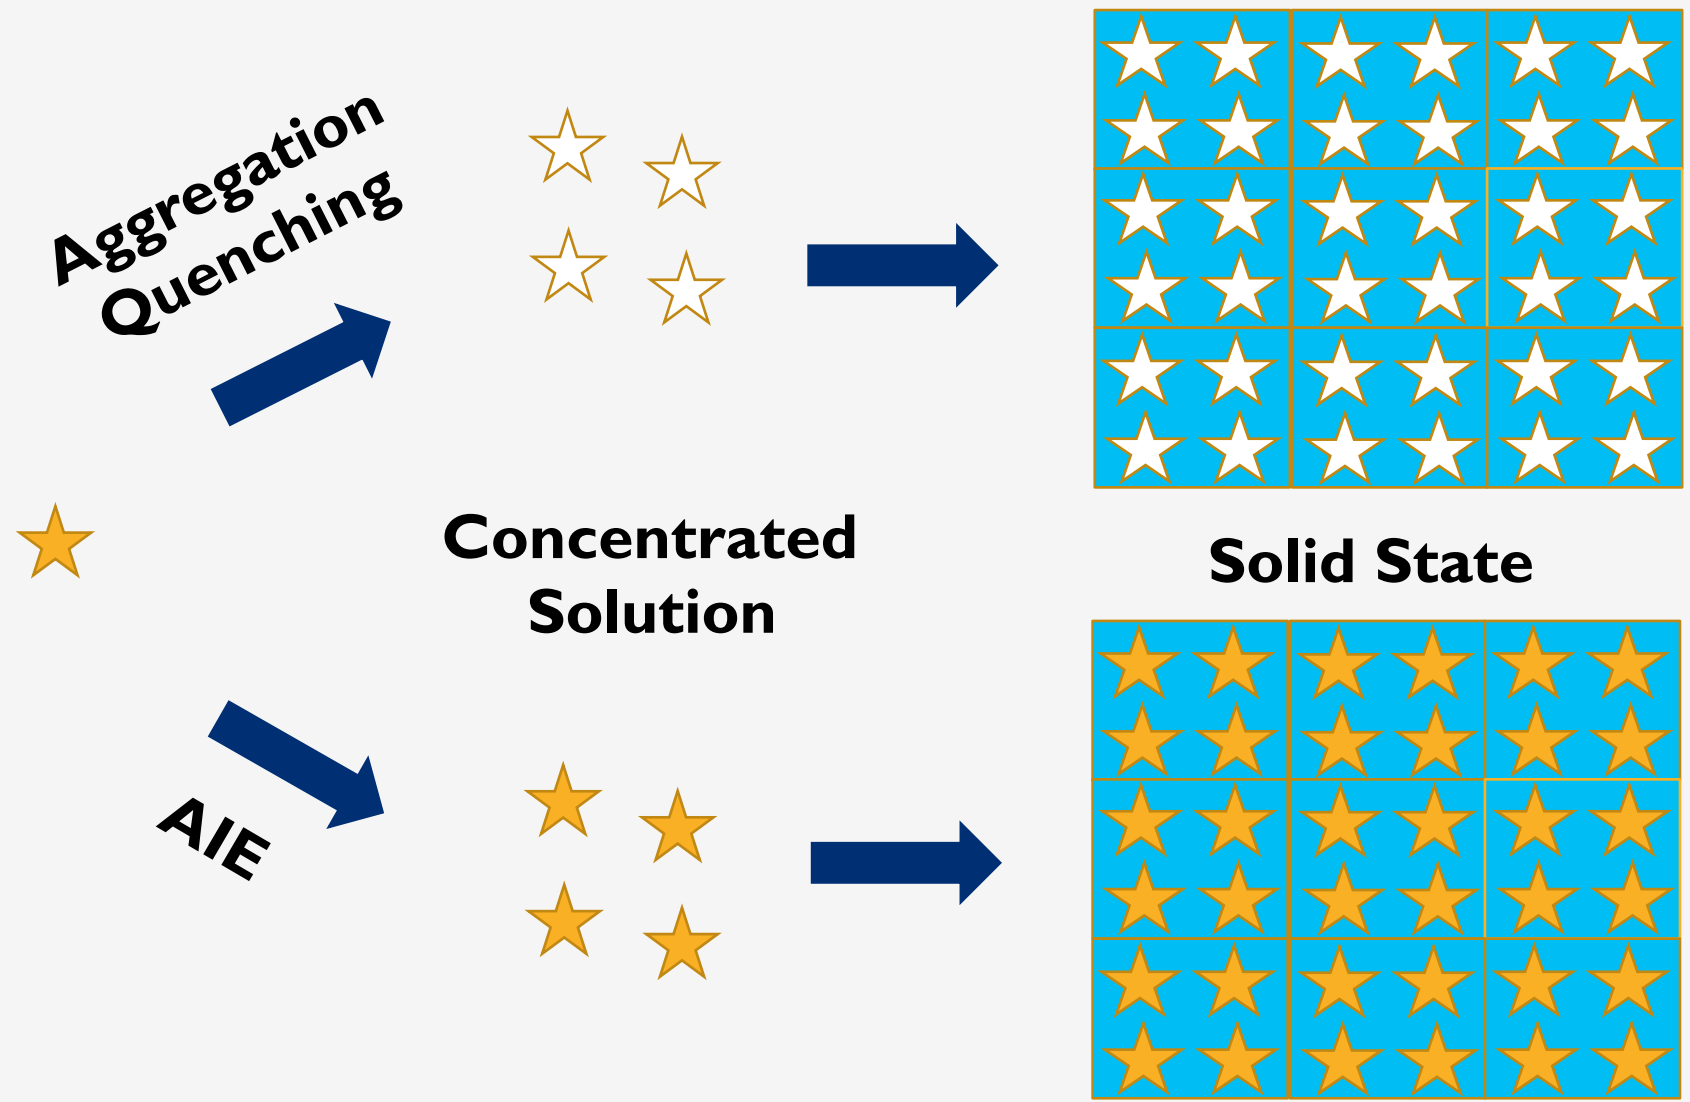 Aggregation
Quenching
Concentrated
Solution
Solid State
AIE